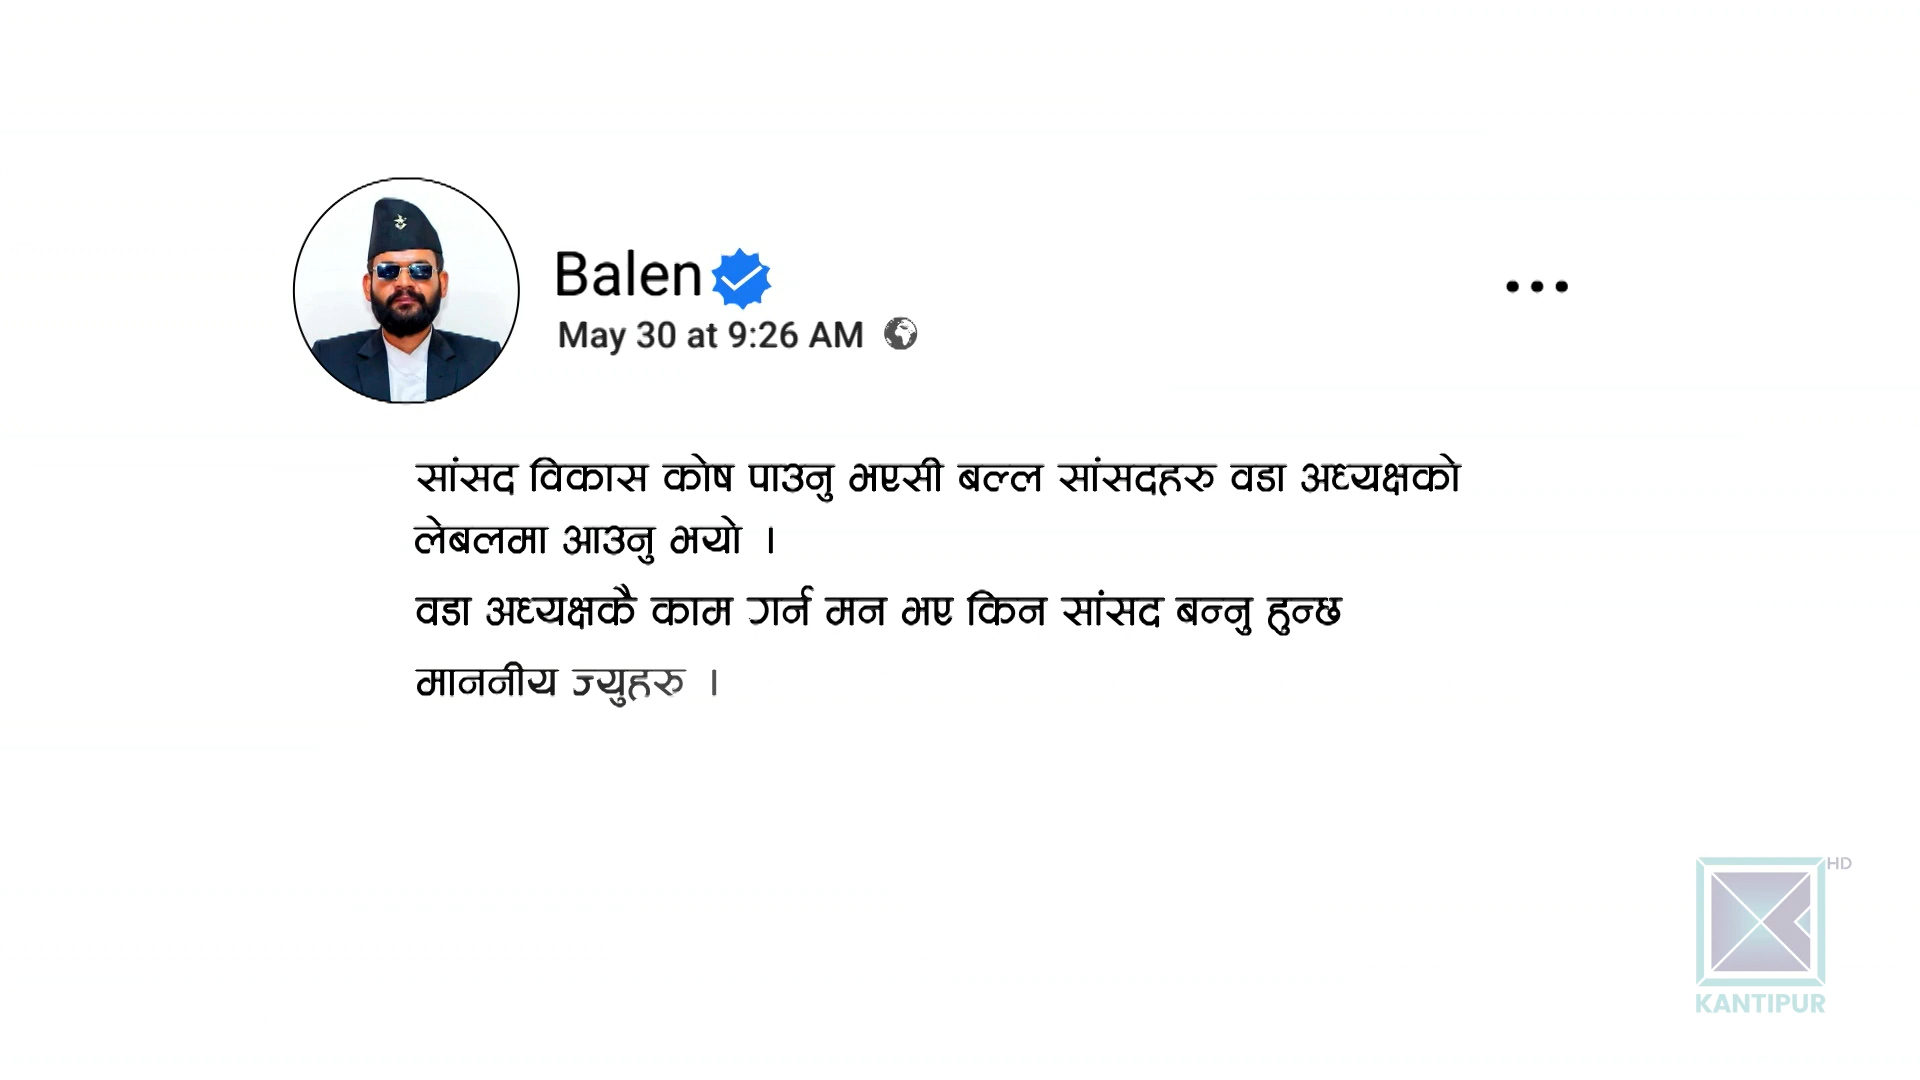 Balen
May 30 at 9:26 AM
सांसद विकास कोष पाउनु भएसी बल्ल सांसदहरु वडा अध्यक्षको
लेबलमा आउनु भयो ।
वडा अध्यक्षकै काम गर्न मन भए किन सांसद बन्नु हुन्छ
माननीय ज्युहरु ।
HD
KANTIPUR